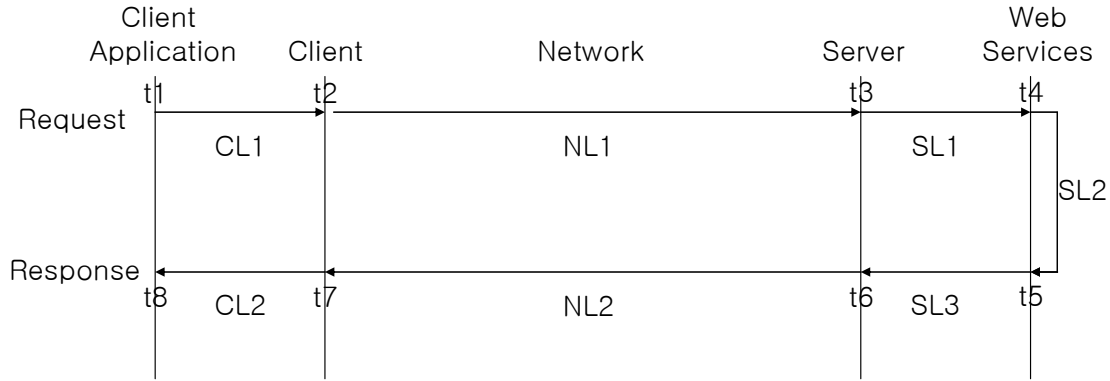 Client
Application
Client
Network
Server
Web
Services
t1
t2
t3
t4
Request
CL1
NL1
SL1
SL2
Response
t8
CL2
t7
NL2
t6
SL3
t5